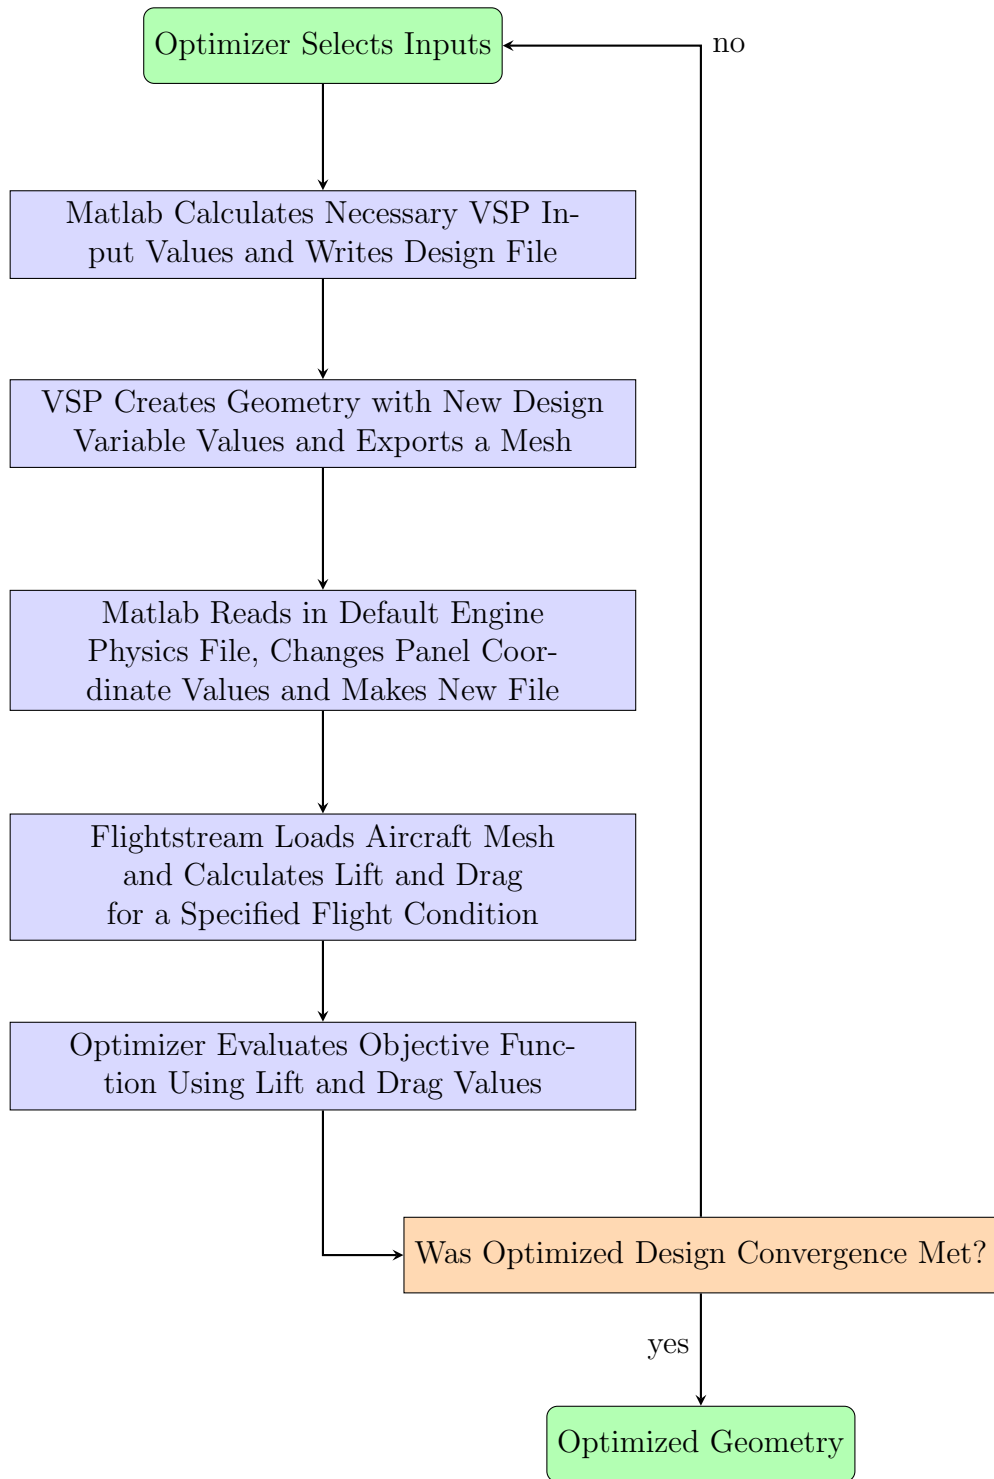 Optimizer Selects Inputs
no
Matlab Calculates Necessary VSP In-
put Values and Writes Design File
VSP Creates Geometry with New Design
Variable Values and Exports a Mesh
Matlab Reads in Default Engine
Physics File, Changes Panel Coor-
dinate Values and Makes New File
Flightstream Loads Aircraft Mesh
and Calculates Lift and Drag
for a Specified Flight Condition
Optimizer Evaluates Objective Func-
tion Using Lift and Drag Values
Was Optimized Design Convergence Met?
yes
Optimized Geometry